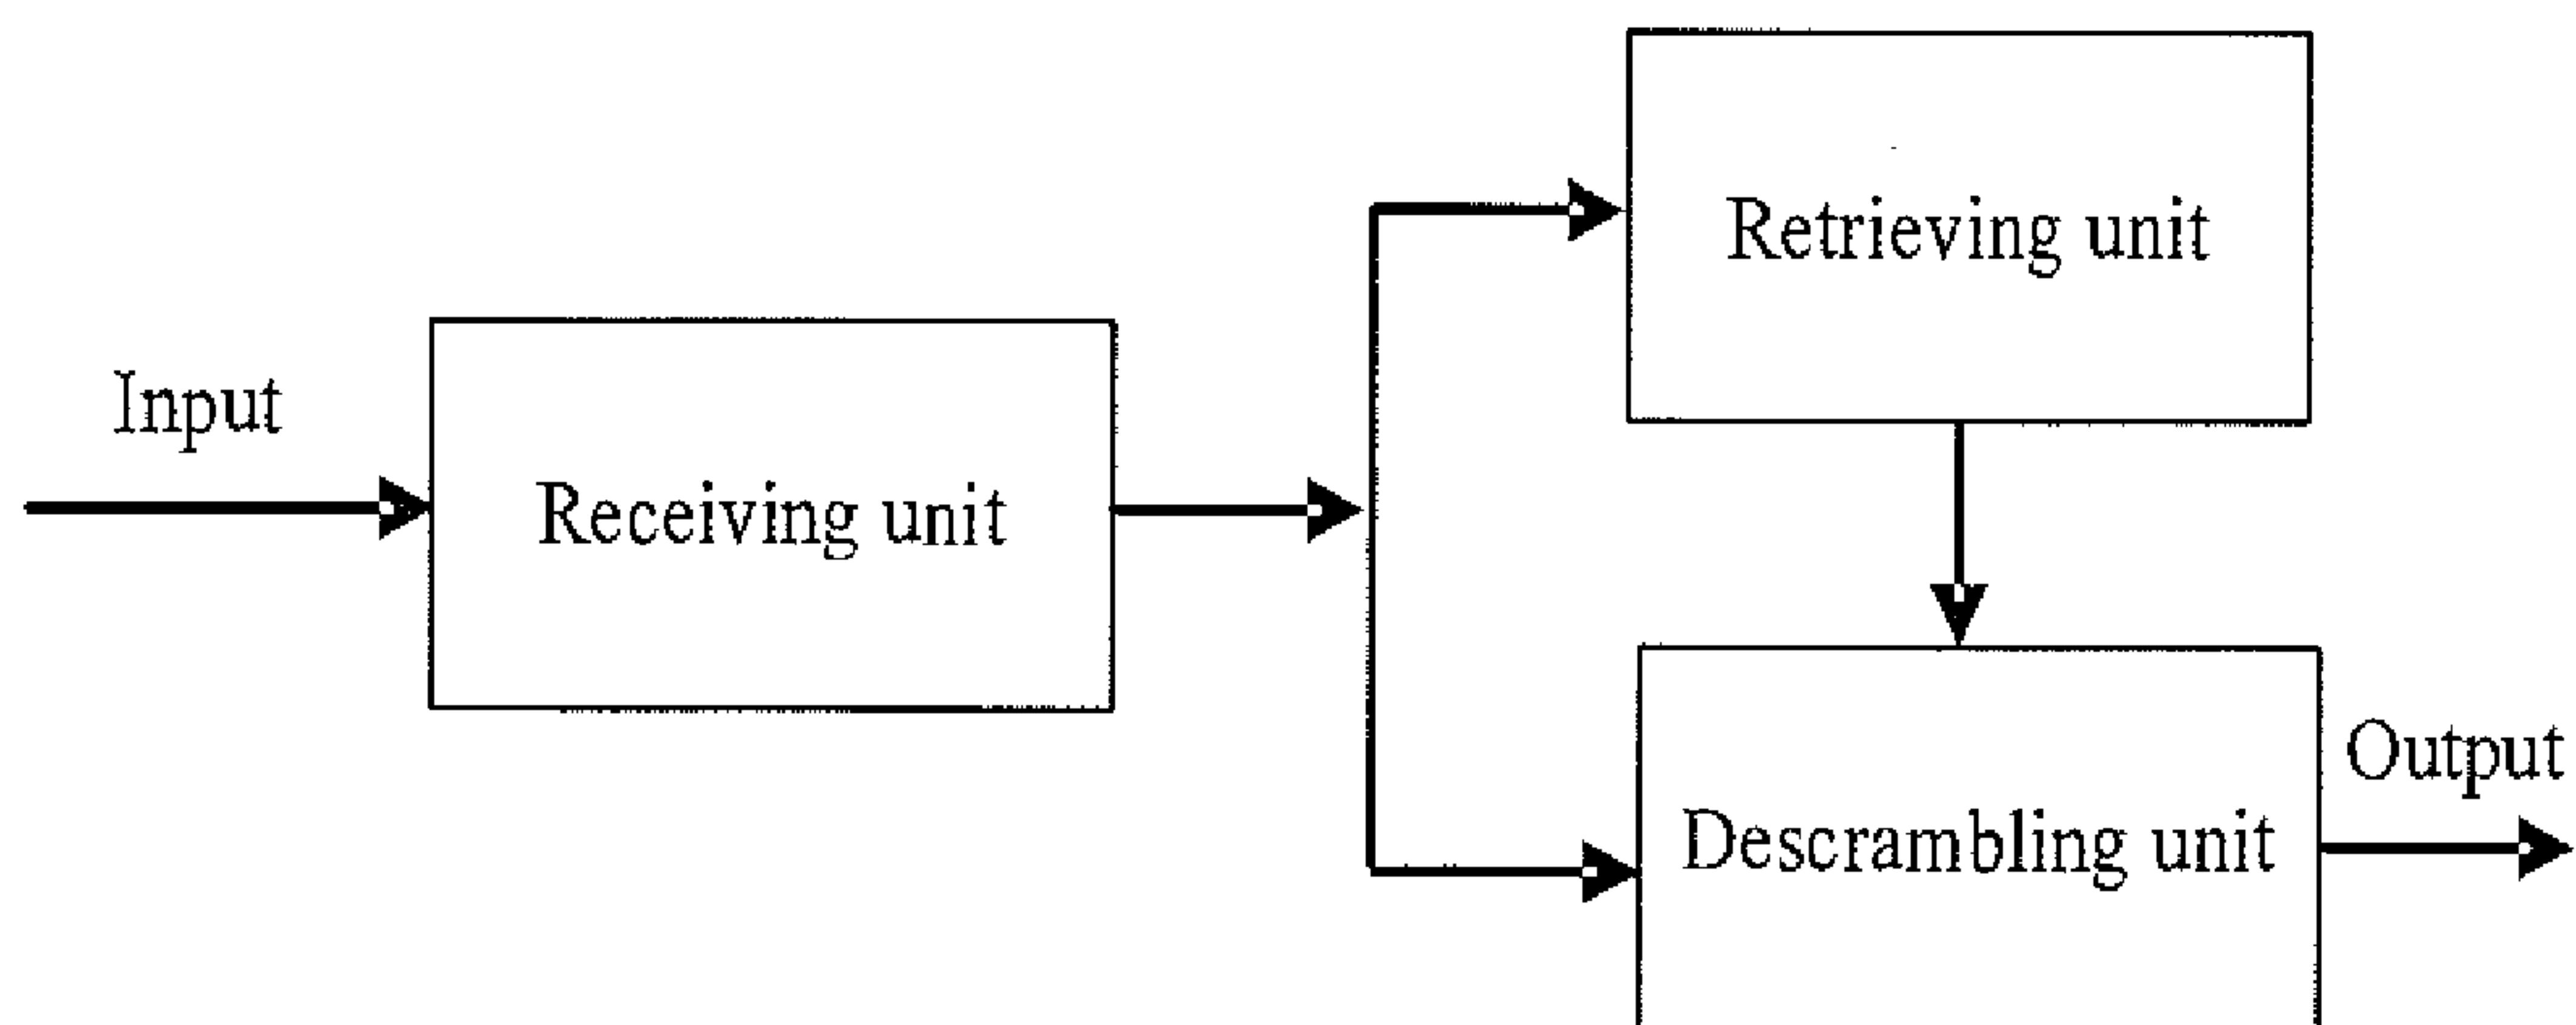 Input
Receiving unit
Retrieving unit
Descrambling unit
Output